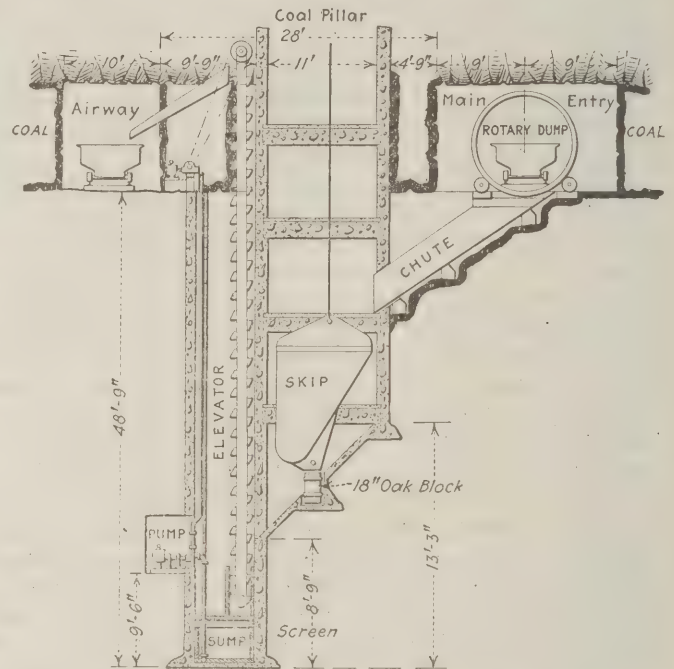 Coal Pillar
28'
10'
9'-9"
11'
4'-9"
9'
9'
Airway
Main
Entry
COAL
ROTARY DUMP
COAL
CHUTE
48'-9"
ELEVATOR
SKIP
18" Oak Block
PUMP
13'-3"
8'-9"
9'-6"
Screen
SUMP